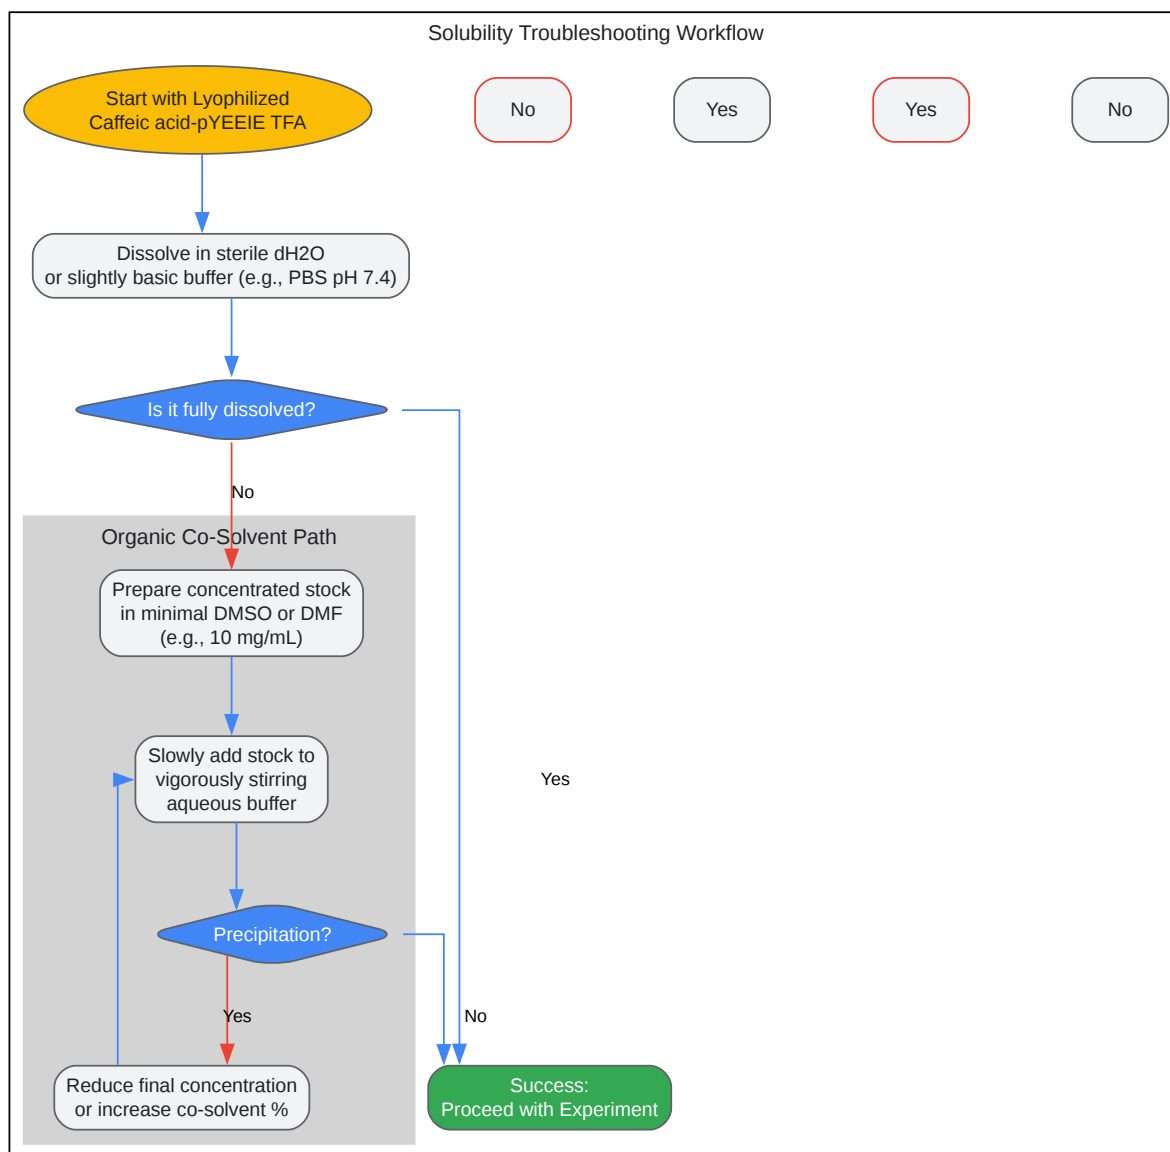 Solubility Troubleshooting Workflow
Start with Lyophilized
Caffeic acid-pYEEIE TFA
No
Yes
Yes
No
Dissolve in sterile dH2O
or slightly basic buffer (e.g., PBS pH 7.4)
Is it fully dissolved?
No
Organic Co-Solvent Path
Prepare concentrated stock
in minimal DMSO or DMF
(e.g., 10 mg/mL)
Slowly add stock to
vigorously stirring
aqueous buffer
Yes
Precipitation?
Yes
No
Reduce final concentration
or increase co-solvent %
Success:
Proceed with Experiment